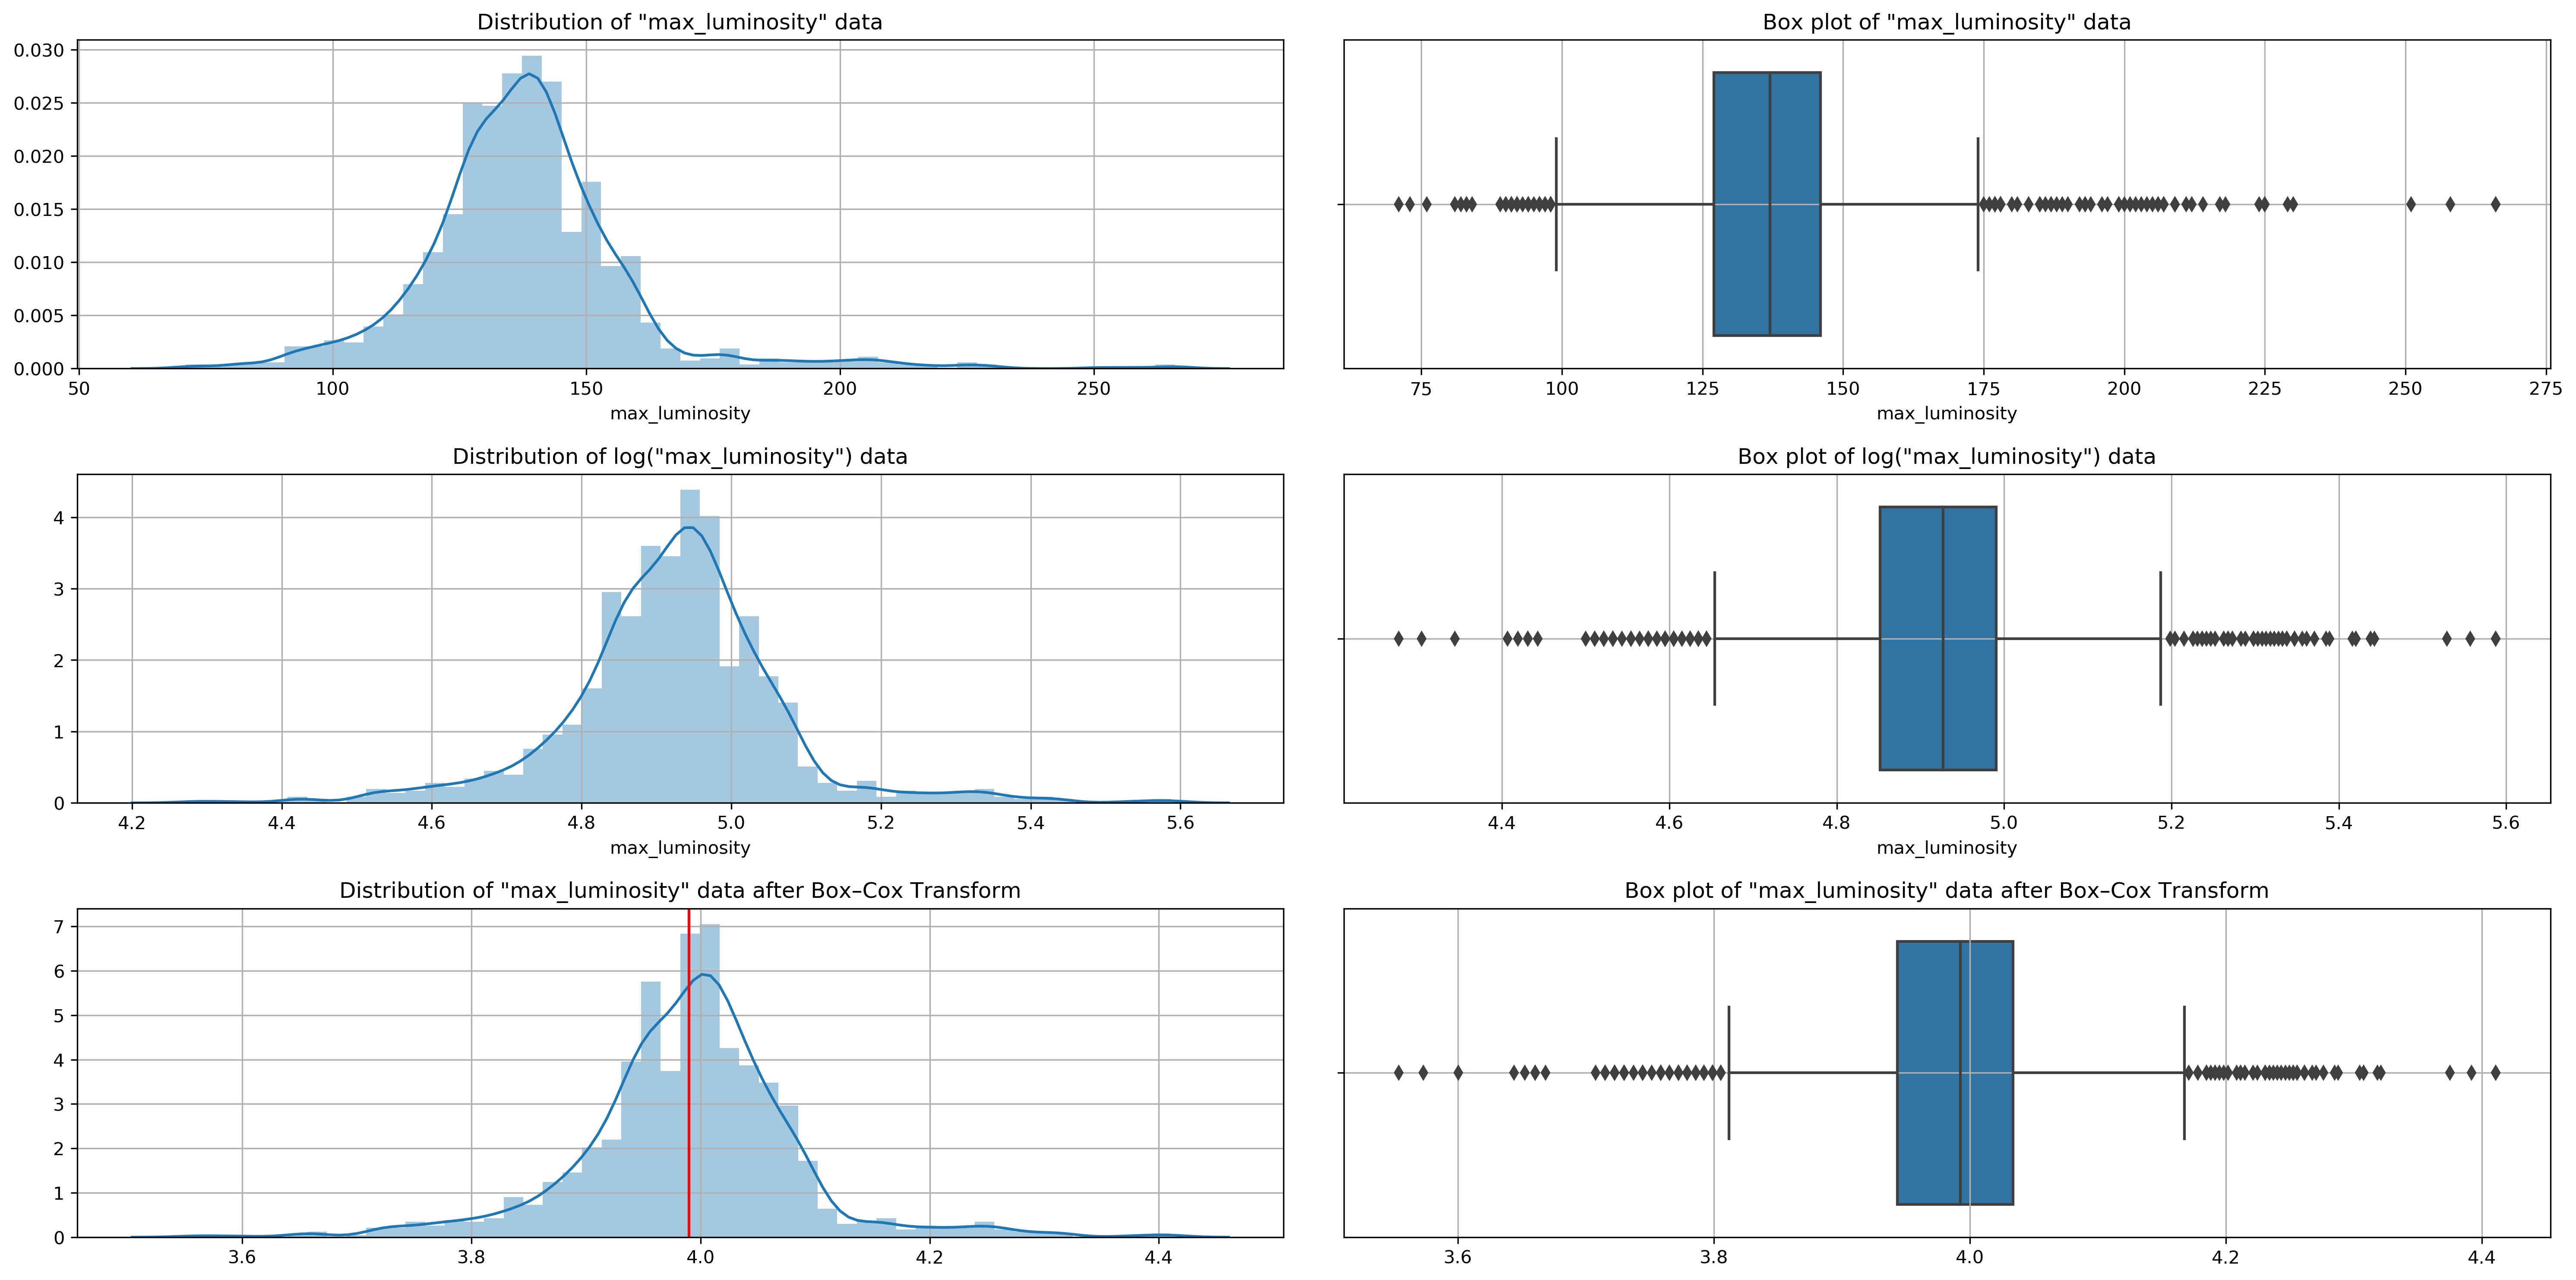 Distribution of "max_luminosity" data
0.030
0.025
0.020
0.015
0.010
0.005
0.000
50 100 150 200 250
max_luminosity
Box plot of "max_luminosity" data
75 100 125 150 175 200 225 250 275
max_luminosity
Distribution of log("max_luminosity") data
4
3
2
1
0
4.2 4.4 4.6 4.8 5.0 5.2 5.4 5.6
max_luminosity
Box plot of log("max_luminosity") data
4.4 4.6 4.8 5.0 5.2 5.4 5.6
max_luminosity
Distribution of "max_luminosity" data after Box–Cox Transform
7
6
5
4
3
2
1
0
3.6 3.8 4.0 4.2 4.4
Box plot of "max_luminosity" data after Box–Cox Transform
3.6 3.8 4.0 4.2 4.4